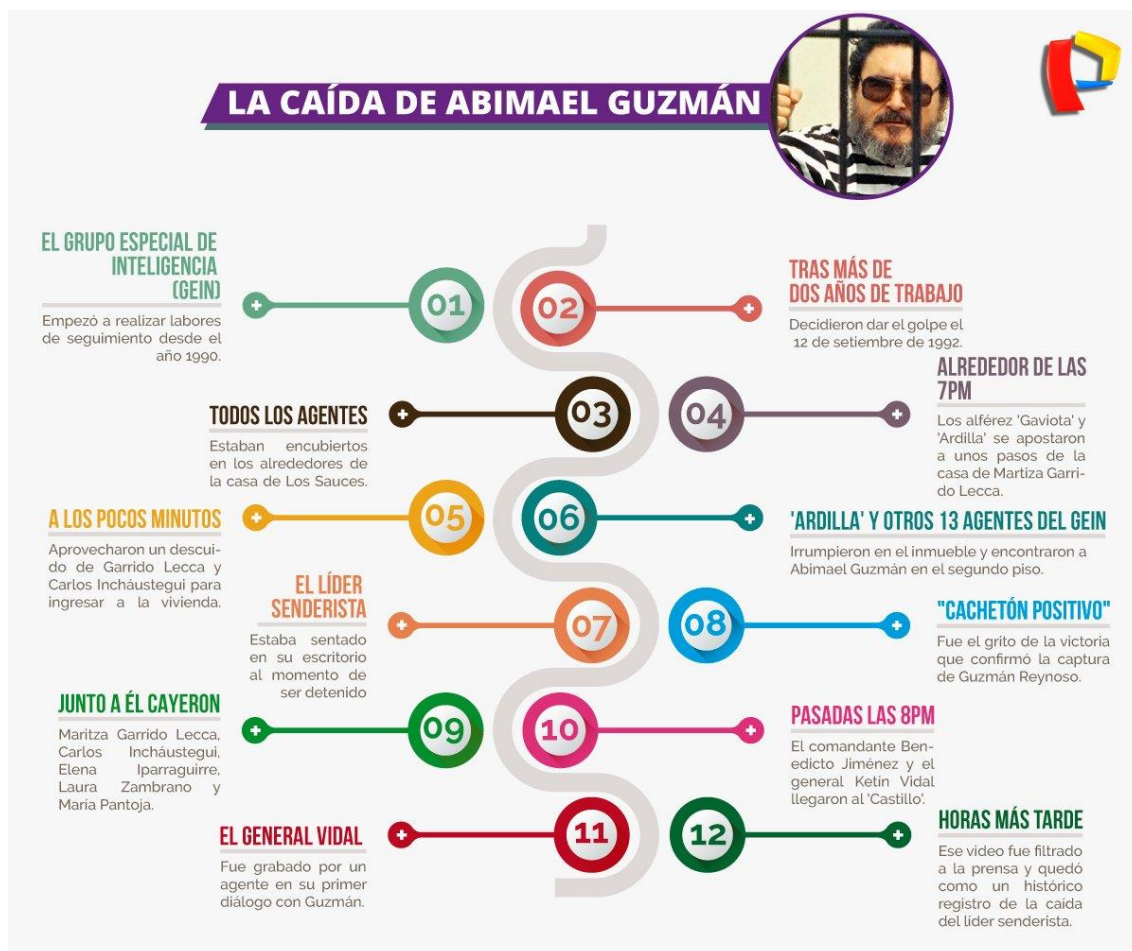 LA CAÍDA DE ABIMAEL GUZMÁN
EL GRUPO ESPECIAL DE
INTELIGENCIA
(GEIN)
Empezó a realizar labores
de seguimiento desde el
año 1990.
01
02
TRAS MÁS DE
DOS AÑOS DE TRABAJO
Decidieron dar el golpe el
12 de setiembre de 1992.
TODOS LOS AGENTES
Estaban encubiertos
en los alrededores de
la casa de Los Sauces.
03
04
ALREDEDOR DE LAS
7PM
Los alférez 'Gaviota' y
'Ardilla' se apostaron
a unos pasos de la
casa de Martiza Garri-
do Lecca.
A LOS POCOS MINUTOS
Aprovecharon un descui-
do de Garrido Lecca y
Carlos Incháustegui para
ingresar a la vivienda.
05
06
'ARDILLA' Y OTROS 13 AGENTES DEL GEIN
Irrumpieron en el inmueble y encontraron a
Abimael Guzmán en el segundo piso.
EL LÍDER
SENDERISTA
Estaba sentado
en su escritorio
al momento de
ser detenido
07
08
"CACHETÓN POSITIVO"
Fue el grito de la victoria
que confirmó la captura
de Guzmán Reynoso.
JUNTO A ÉL CAYERON
Maritza Garrido Lecca,
Carlos Incháustegui,
Elena Iparraguirre,
Laura Zambrano y
María Pantoja.
09
10
PASADAS LAS 8PM
El comandante Ben-
edicto Jiménez y el
general Ketín Vidal
llegaron al 'Castillo'.
EL GENERAL VIDAL
Fue grabado por un
agente en su primer
diálogo con Guzmán.
11
12
HORAS MÁS TARDE
Ese video fue filtrado
a la prensa y quedó
como un histórico
registro de la caída
del líder senderista.